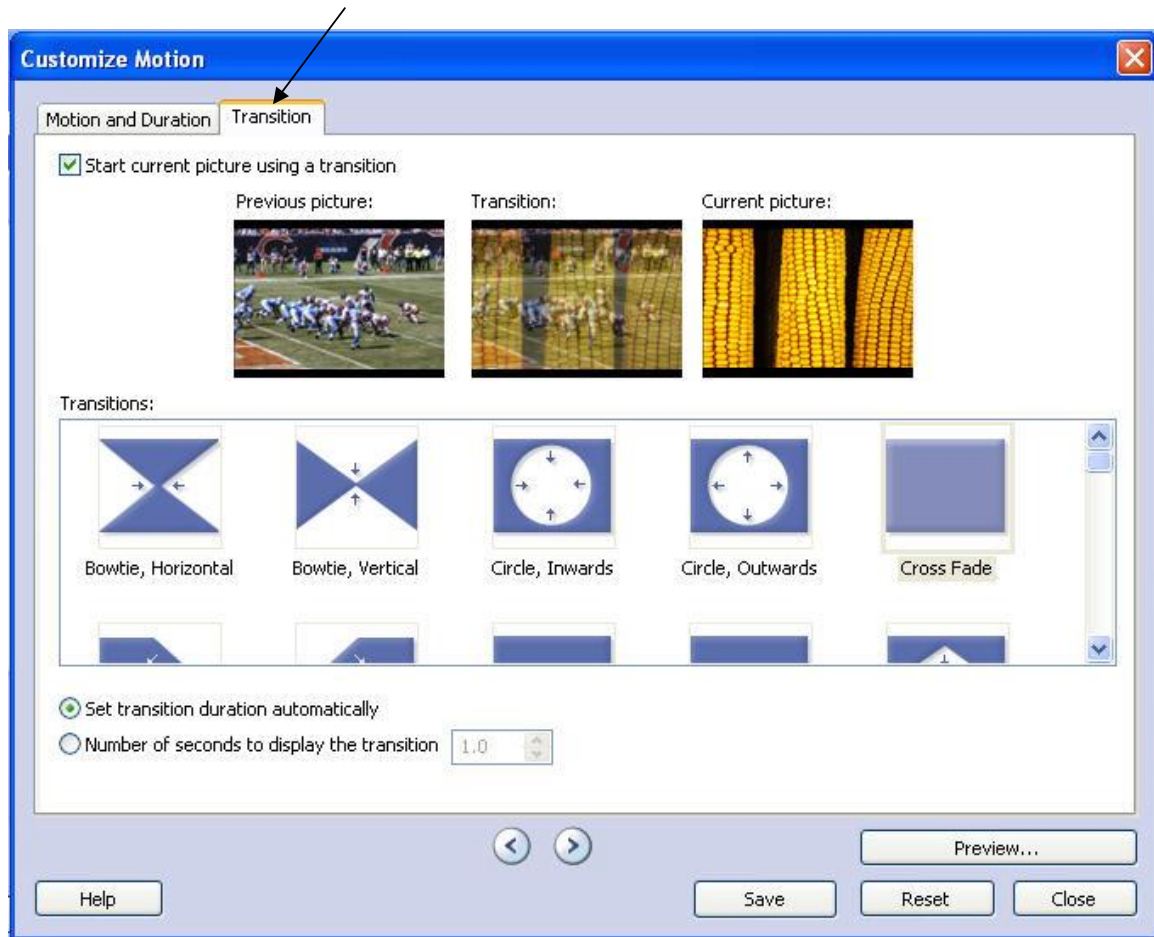 Customize Motion
Motion and Duration Transition
Start current picture using a transition
Previous picture: Transition: Current picture:
Transitions:
Bowtie, Horizontal Bowtie, Vertical Circle, Inwards Circle, Outwards Cross Fade
Set transition duration automatically
Number of seconds to display the transition 1.0
Preview...
Help Save Reset Close